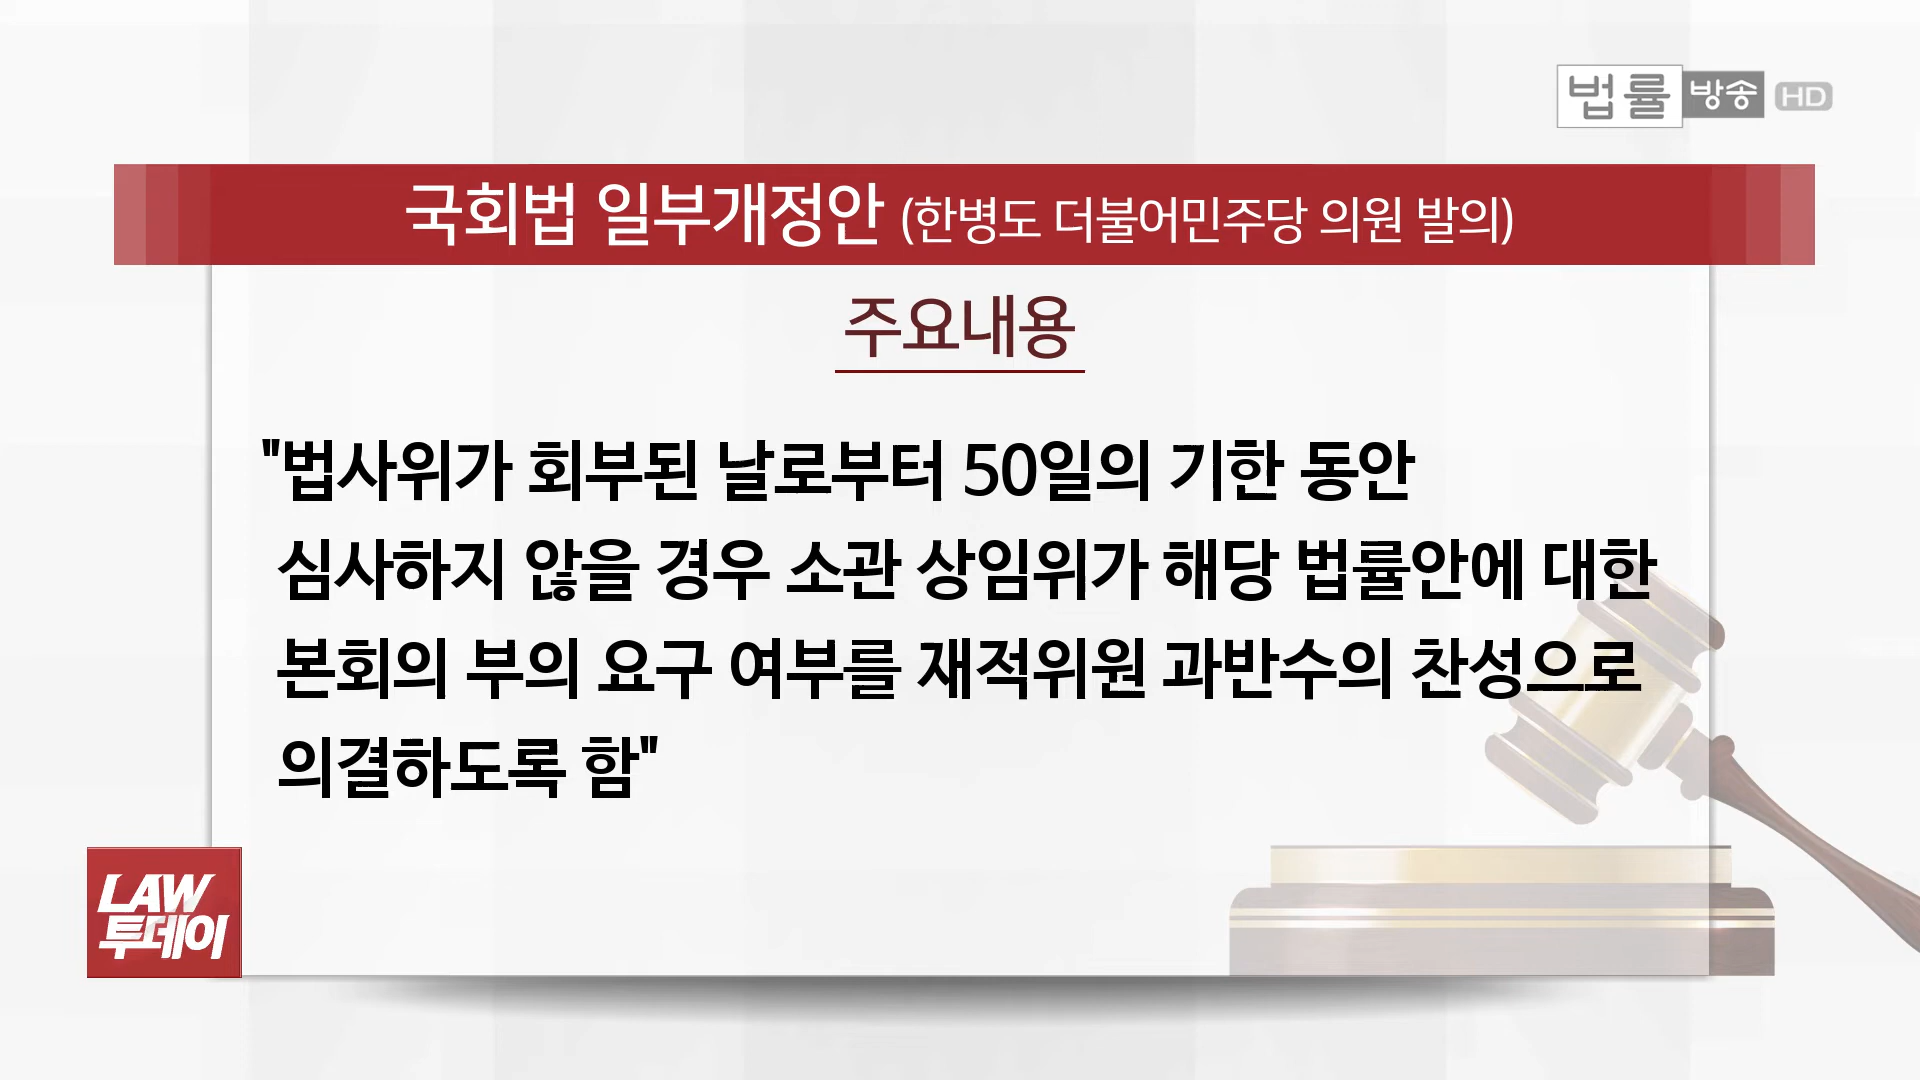 법률방송 HD
국회법 일부개정안 (한병도 더불어민주당 의원 발의)
주요내용
"법사위가 회부된 날로부터 50일의 기한 동안
심사하지 않을 경우 소관 상임위가 해당 법률안에 대한
본회의 부의 요구 여부를 재적위원 과반수의 찬성으로
의결하도록 함"
LAW
투데이